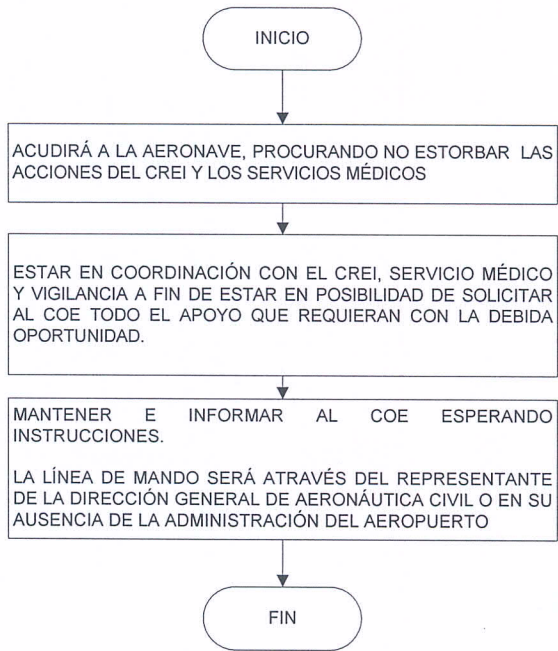 INICIO
ACUDIRÁ A LA AERONAVE, PROCURANDO NO ESTORBAR LAS
ACCIONES DEL CREI Y LOS SERVICIOS MÉDICOS
ESTAR EN COORDINACIÓN CON EL CREI, SERVICIO MÉDICO
Y VIGILANCIA A FIN DE ESTAR EN POSIBILIDAD DE SOLICITAR
AL COE TODO EL APOYO QUE REQUIERAN CON LA DEBIDA
OPORTUNIDAD.
MANTENER E INFORMAR AL COE ESPERANDO
INSTRUCCIONES.
LA LÍNEA DE MANDO SERÁ ATRAVÉS DEL REPRESENTANTE
DE LA DIRECCIÓN GENERAL DE AERONÁUTICA CIVIL O EN SU
AUSENCIA DE LA ADMINISTRACIÓN DEL AEROPUERTO
FIN